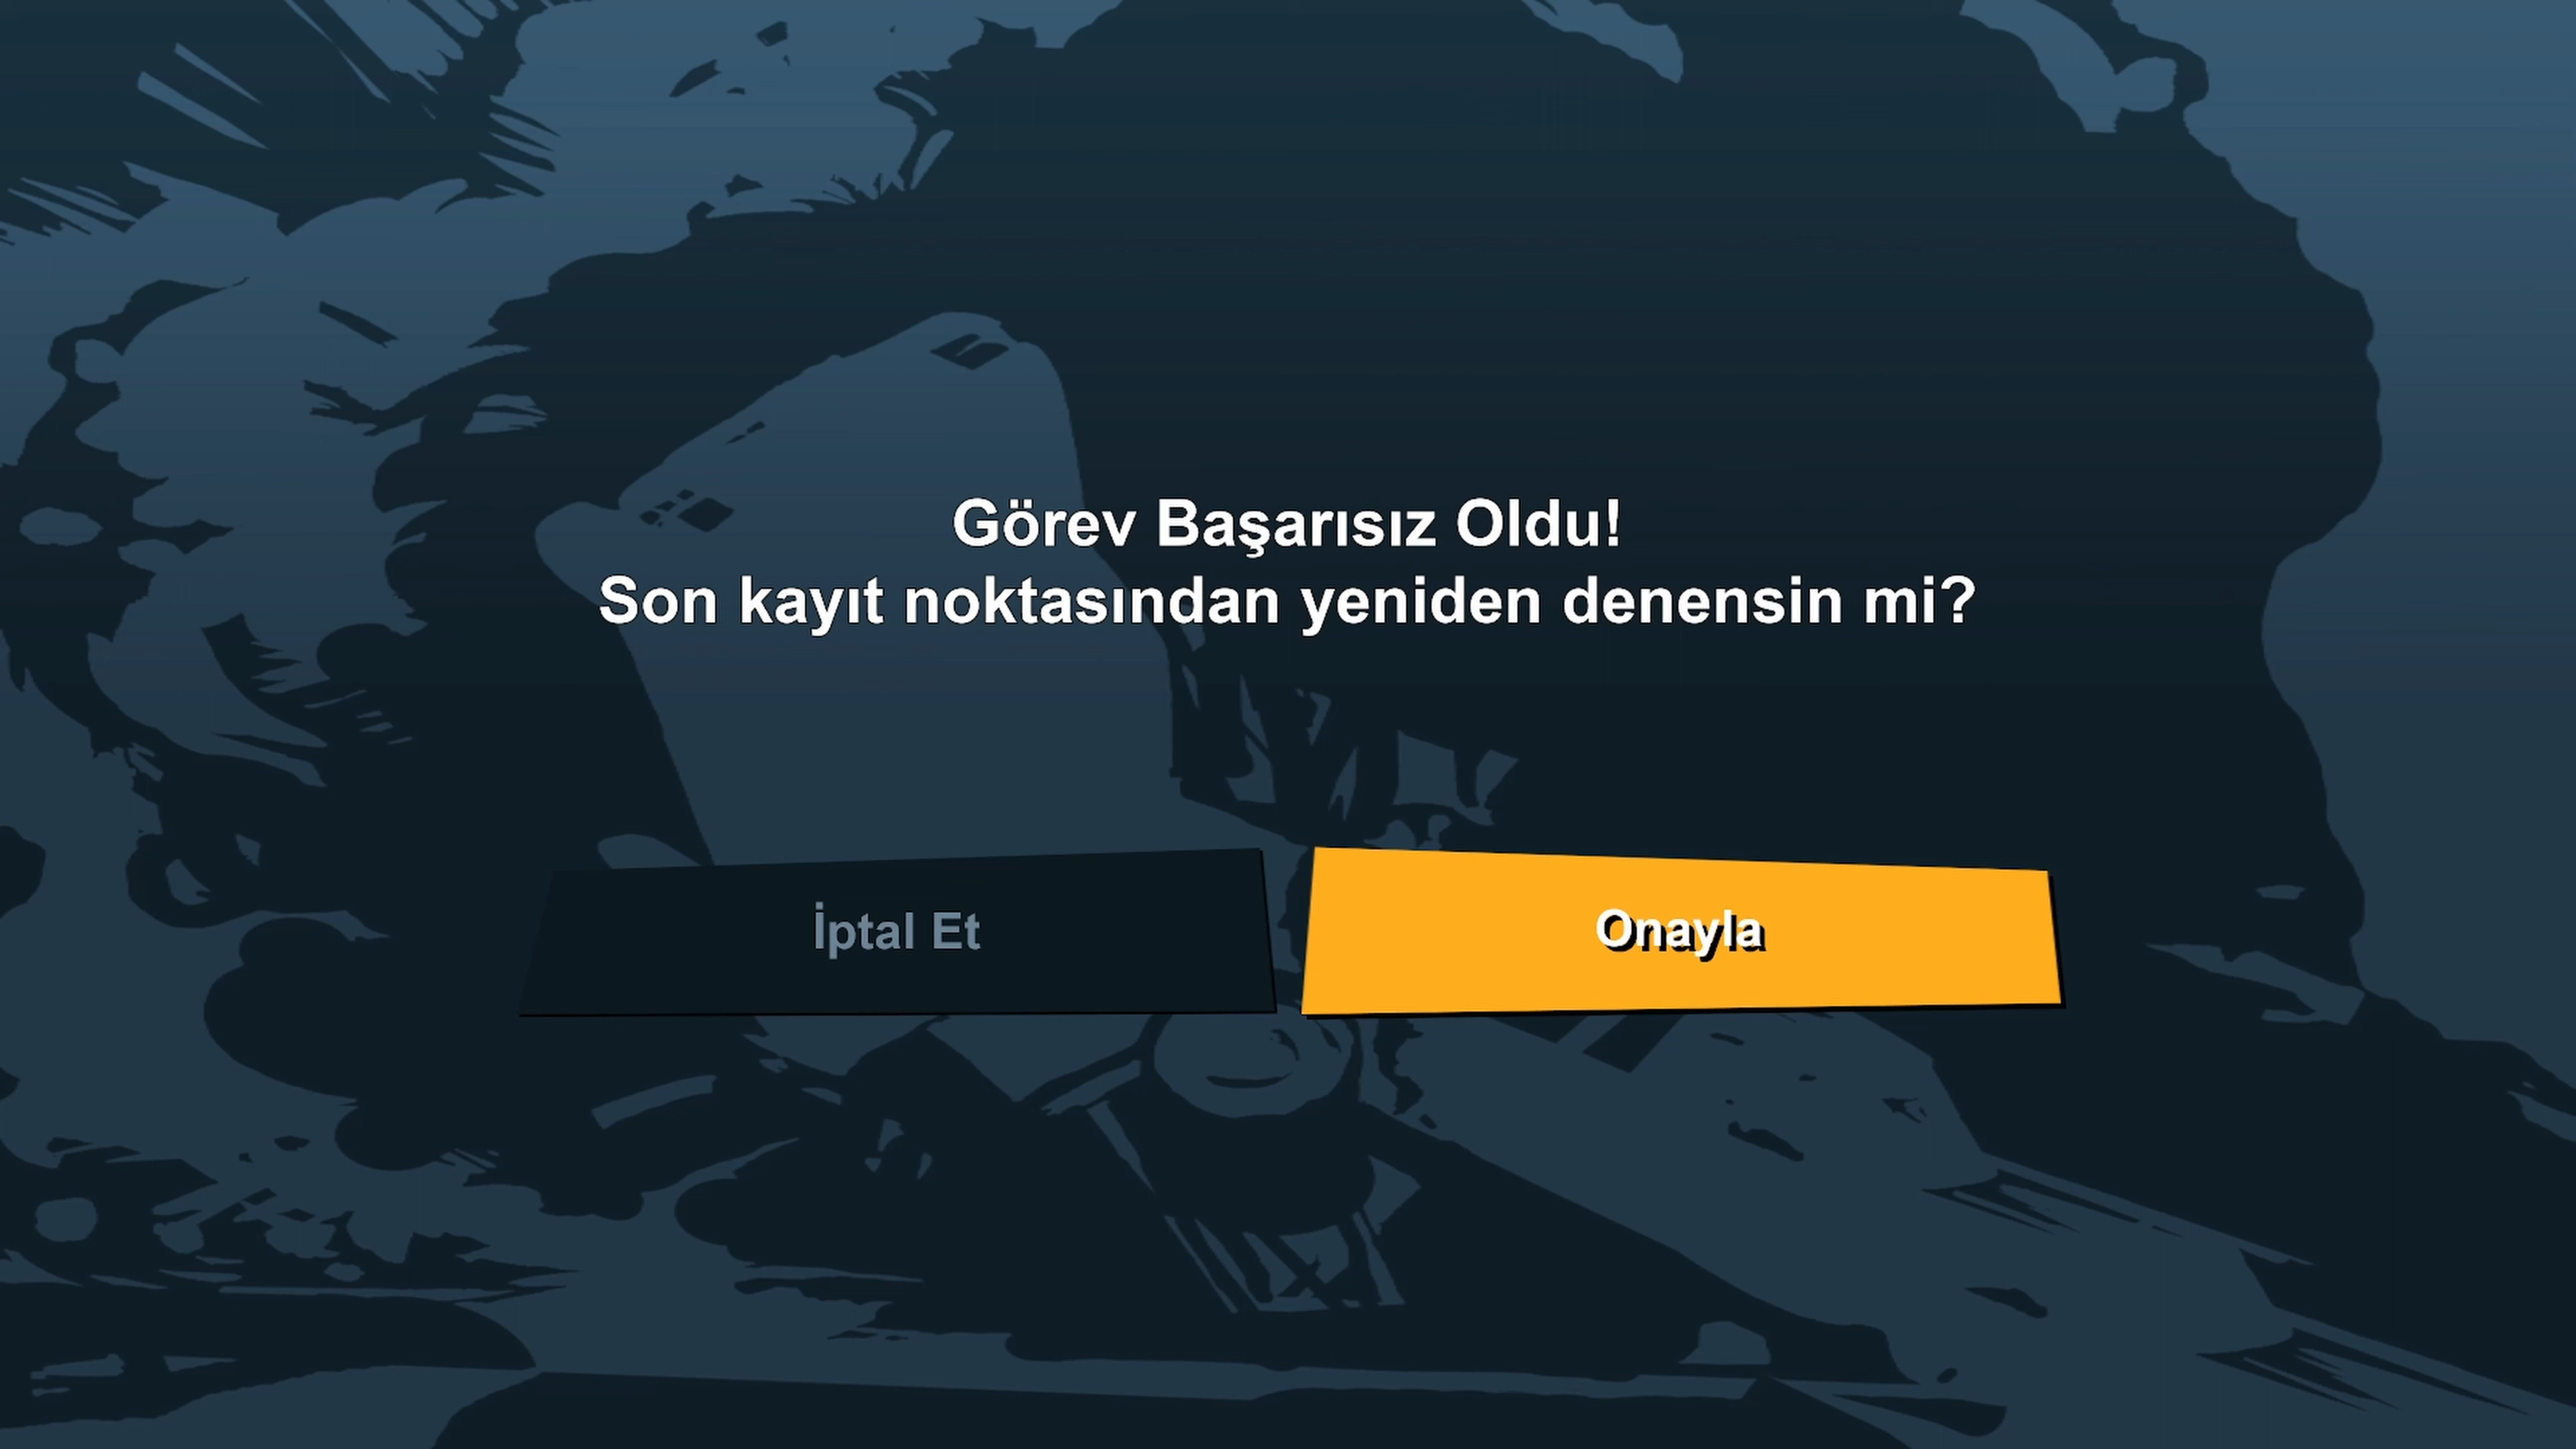 Görev Başarısız Oldu!
Son kayıt noktasından yeniden denensin mi?
İptal Et
Onayla